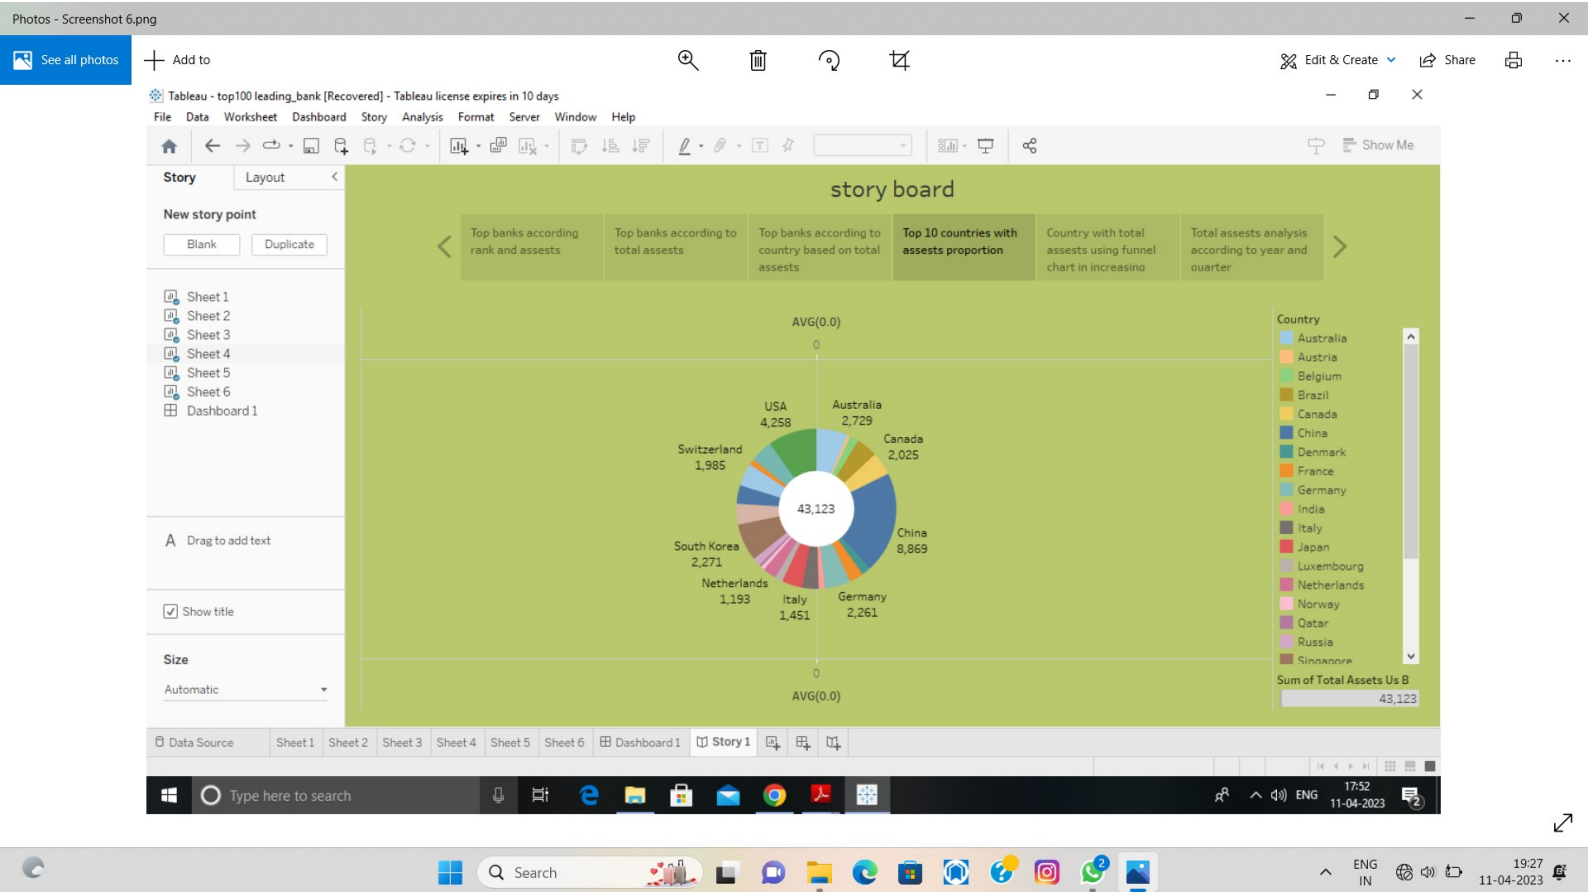 Photos - Screenshot 6.png
See all photos
Add to
Edit & Create
Share
Tableau - top100 leading_bank [Recovered] - Tableau license expires in 10 days
File Data Worksheet Dashboard Story Analysis Format Server Window Help
Show Me
Story Layout
New story point
Blank Duplicate
Sheet 1
Sheet 2
Sheet 3
Sheet 4
Sheet 5
Sheet 6
Dashboard 1
A Drag to add text
Show title
Size
Automatic
story board
Top banks according
rank and assests
Top banks according to
total assests
Top banks according to
country based on total
assests
Top 10 countries with
assests proportion
Country with total
assests using funnel
chart in increasing
Total assests analysis
according to year and
quarter
AVG(0.0)
0
USA
4,258
Australia
2,729
Canada
2,025
Switzerland
1,985
43,123
China
8,869
South Korea
2,271
Netherlands
1,193
Italy
1,451
Germany
2,261
0
AVG(0.0)
Country
Australia
Austria
Belgium
Brazil
Canada
China
Denmark
France
Germany
India
Italy
Japan
Luxembourg
Netherlands
Norway
Qatar
Russia
Singapore
Sum of Total Assets Us B
43,123
Data Source Sheet 1 Sheet 2 Sheet 3 Sheet 4 Sheet 5 Sheet 6 Dashboard 1 Story 1
Type here to search
ENG
17:52
11-04-2023
2
Search
2
ENG
IN
19:27
11-04-2023